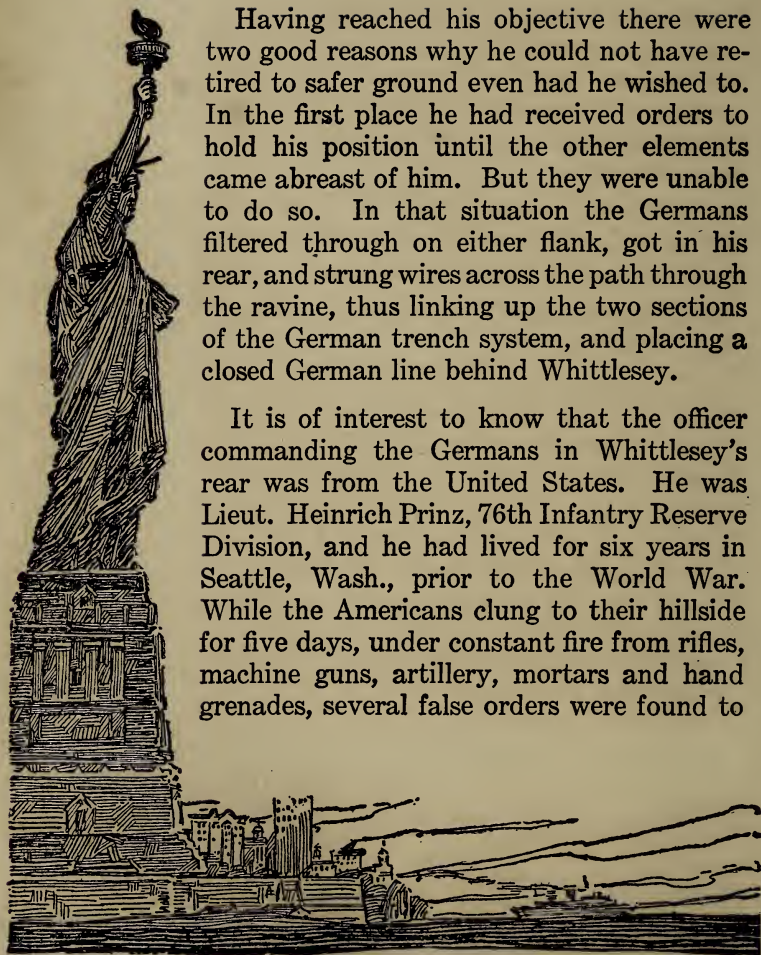 Having reached his objective there were
two good reasons why he could not have re-
tired to safer ground even had he wished to.
In the first place he had received orders to
hold his position until the other elements
came abreast of him. But they were unable
to do so. In that situation the Germans
filtered through on either flank, got in his
rear, and strung wires across the path through
the ravine, thus linking up the two sections
of the German trench system, and placing a
closed German line behind Whittlesey.
It is of interest to know that the officer
commanding the Germans in Whittlesey's
rear was from the United States. He was
Lieut. Heinrich Prinz, 76th Infantry Reserve
Division, and he had lived for six years in
Seattle, Wash., prior to the World War.
While the Americans clung to their hillside
for five days, under constant fire from rifles,
machine guns, artillery, mortars and hand
grenades, several false orders were found to